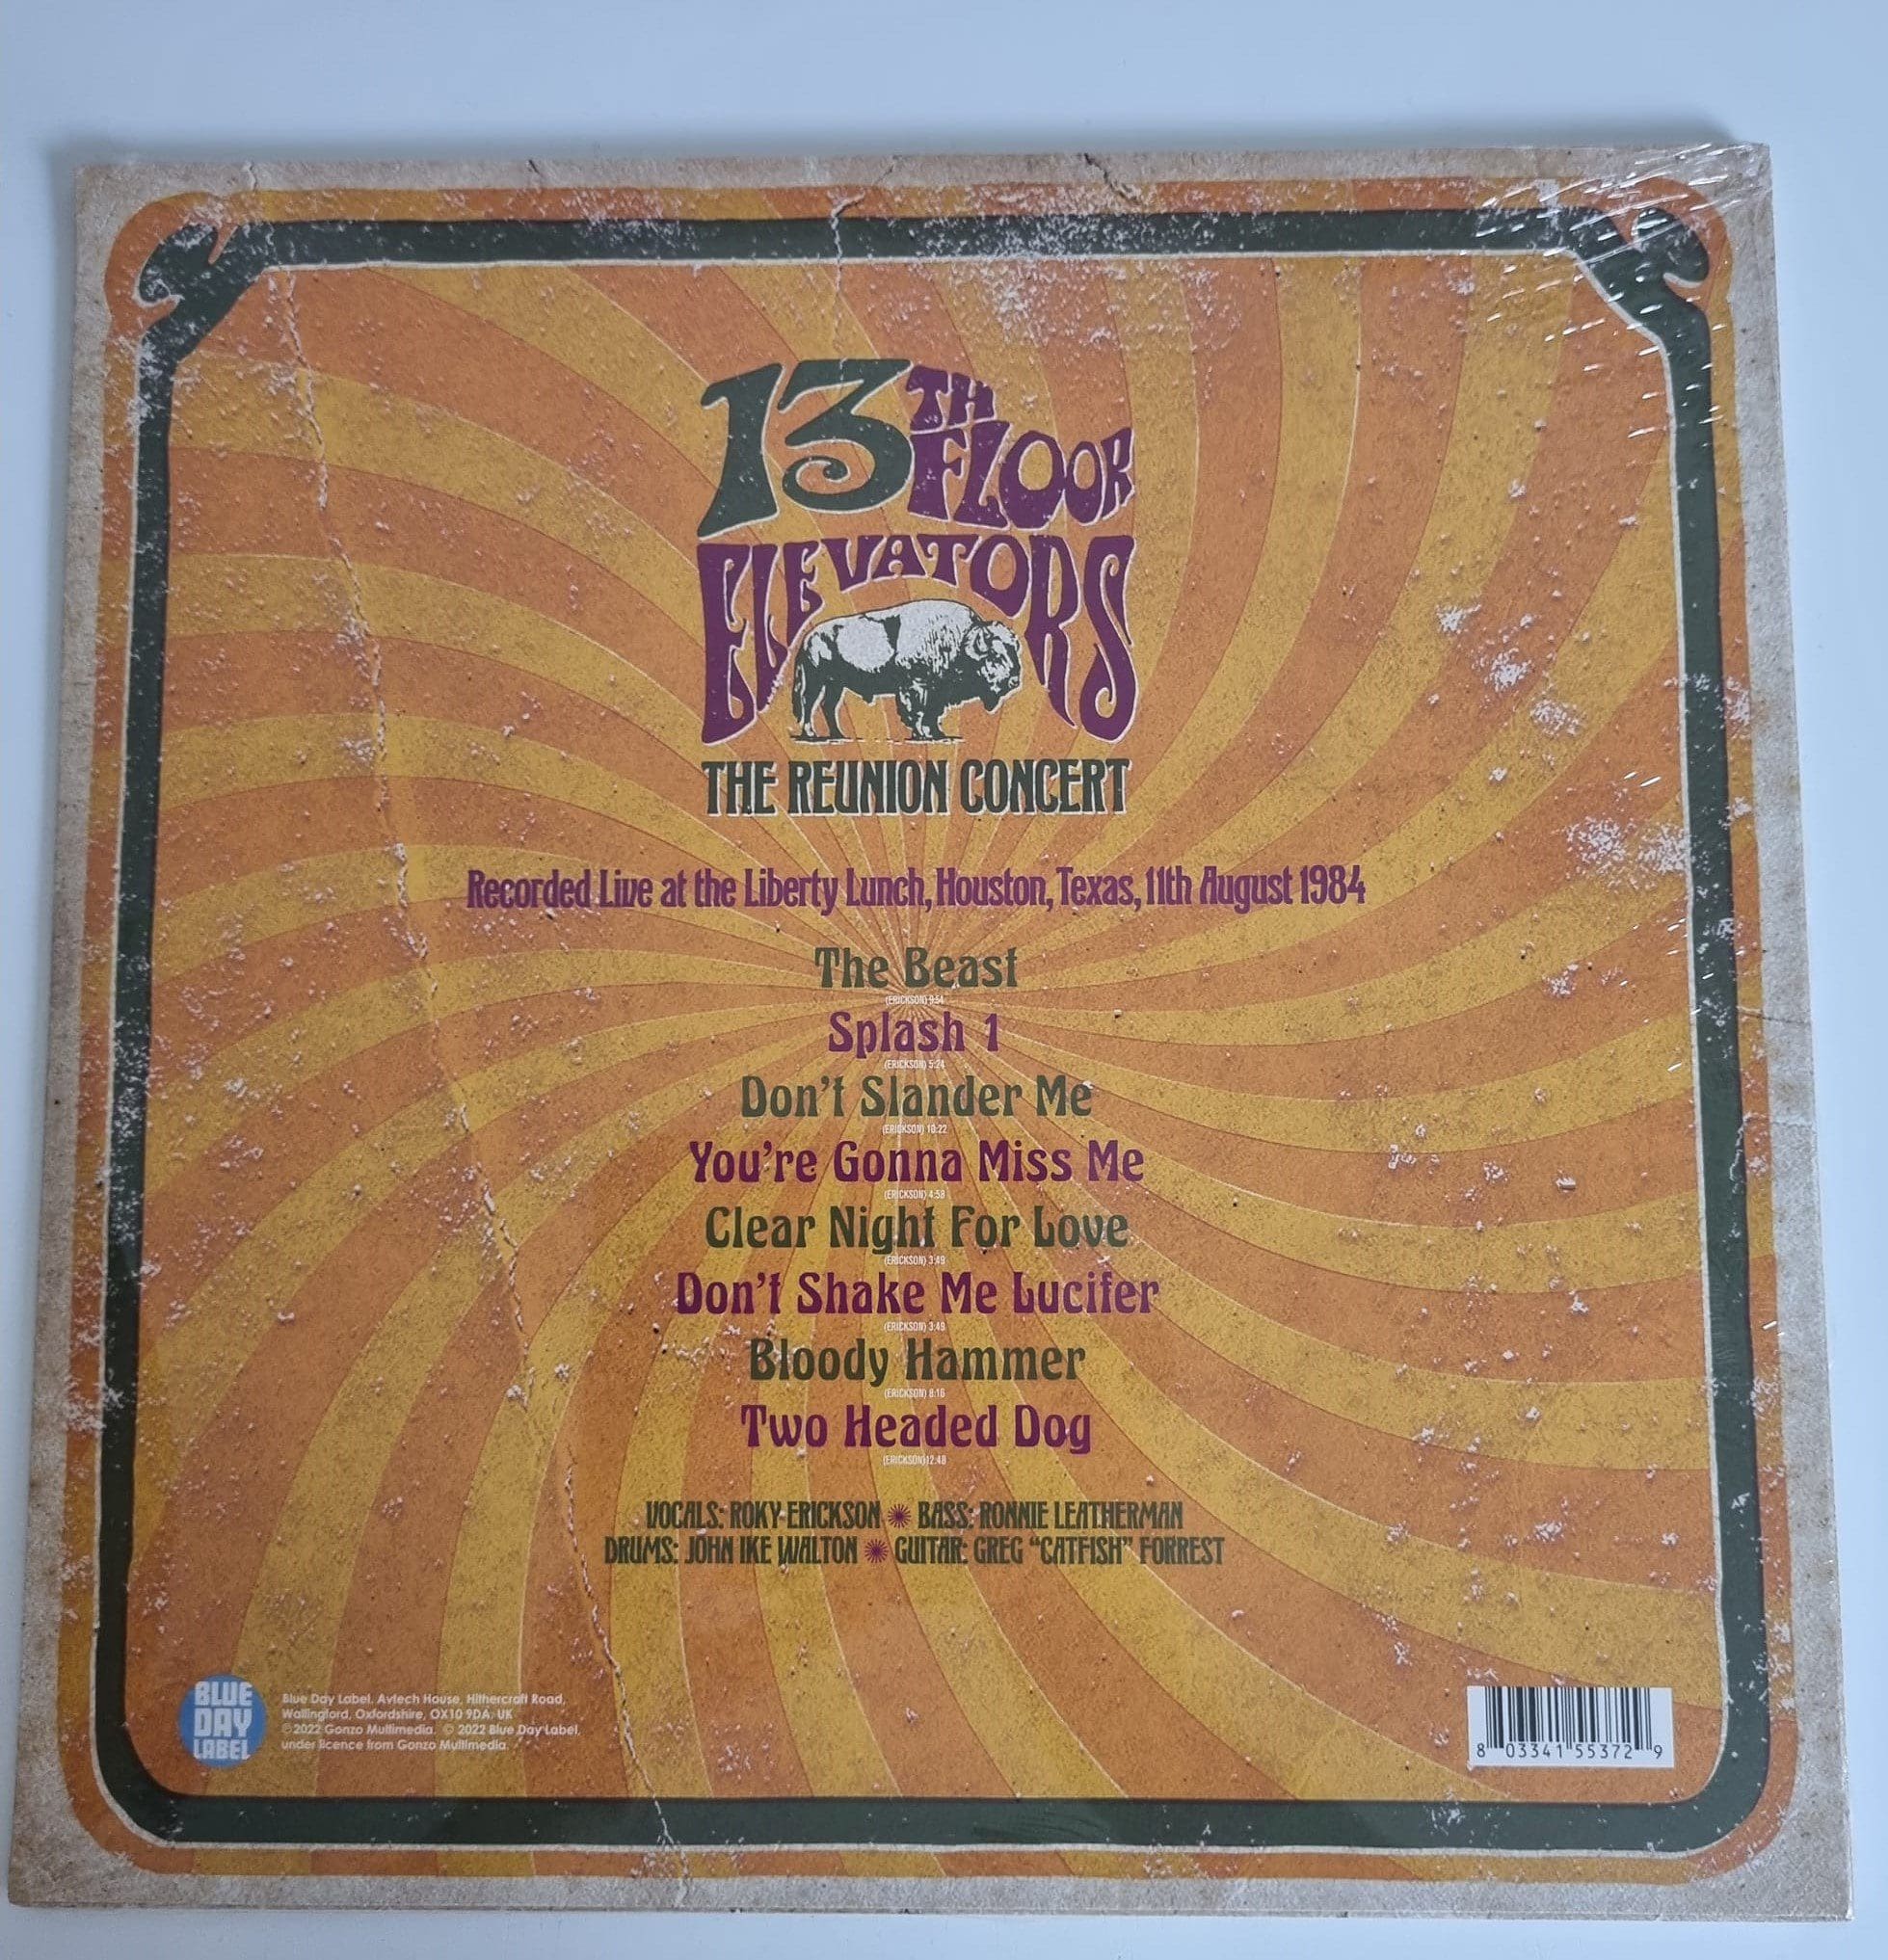 13TH FLOOR
ELEVATORS
THE REUNION CONCERT
Recorded Live at the Liberty Lunch, Houston, Texas, 11th August 1984
The Beast
(ERICKSON) 9:54
Splash 1
(ERICKSON) 5:24
Don't Slander Me
(ERICKSON) 10:22
You're Gonna Miss Me
(ERICKSON) 4:58
Clear Night For Love
(ERICKSON) 3:49
Don't Shake Me Lucifer
(ERICKSON) 3:49
Bloody Hammer
(ERICKSON) 8:16
Two Headed Dog
(ERICKSON) 12.48
VOCALS: ROKY ERICKSON BASS: RONNIE LEATHERMAN
DRUMS: JOHN IKE WALTON GUITAR: GREG "CATFISH" FORREST
BLUE
DAY
LABEL
Blue Day Label. Avtech House, Hithercroft Road,
Wallingford, Oxfordshire, OX10 9DA. UK
℗2022 Gonzo Multimedia. © 2022 Blue Day Label,
under licence from Gonzo Multimedia.
8 03341 55372 9